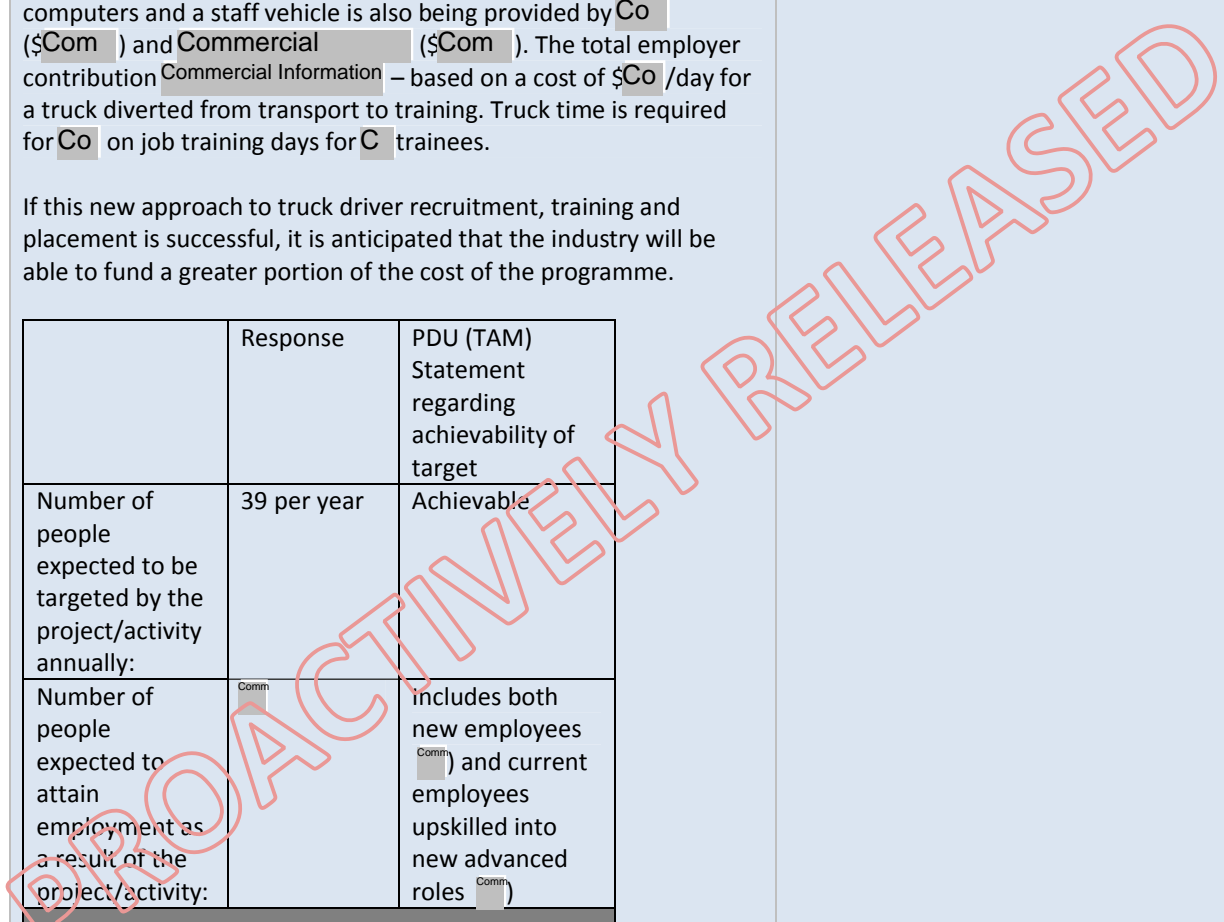 computers and a staff vehicle is also being provided by Co
($Com ) and Commercial ($Com ). The total employer
contribution Commercial Information – based on a cost of $Co /day for
a truck diverted from transport to training. Truck time is required
for Co on job training days for C trainees.
If this new approach to truck driver recruitment, training and
placement is successful, it is anticipated that the industry will be
able to fund a greater portion of the cost of the programme.
Response
PDU (TAM)
Statement
regarding
achievability of
target
Number of
people
expected to be
targeted by the
project/activity
annually:
39 per year
Achievable
Number of
people
expected to
attain
employment as
a result of the
project/activity:
Comm
Includes both
new employees
Comm) and current
employees
upskilled into
new advanced
roles Comm)
PROACTIVELY RELEASED